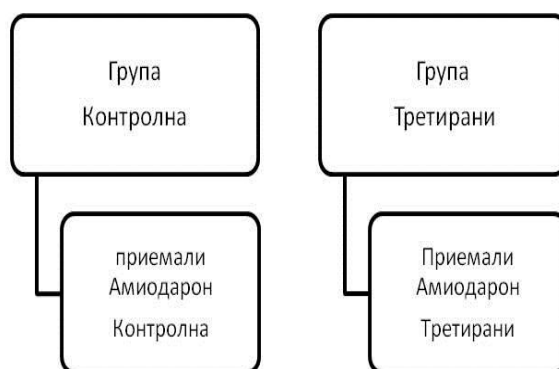 Група
Контролна
Група
Третирани
приемали
Амиодарон
Контролна
Приемали
Амиодарон
Третирани